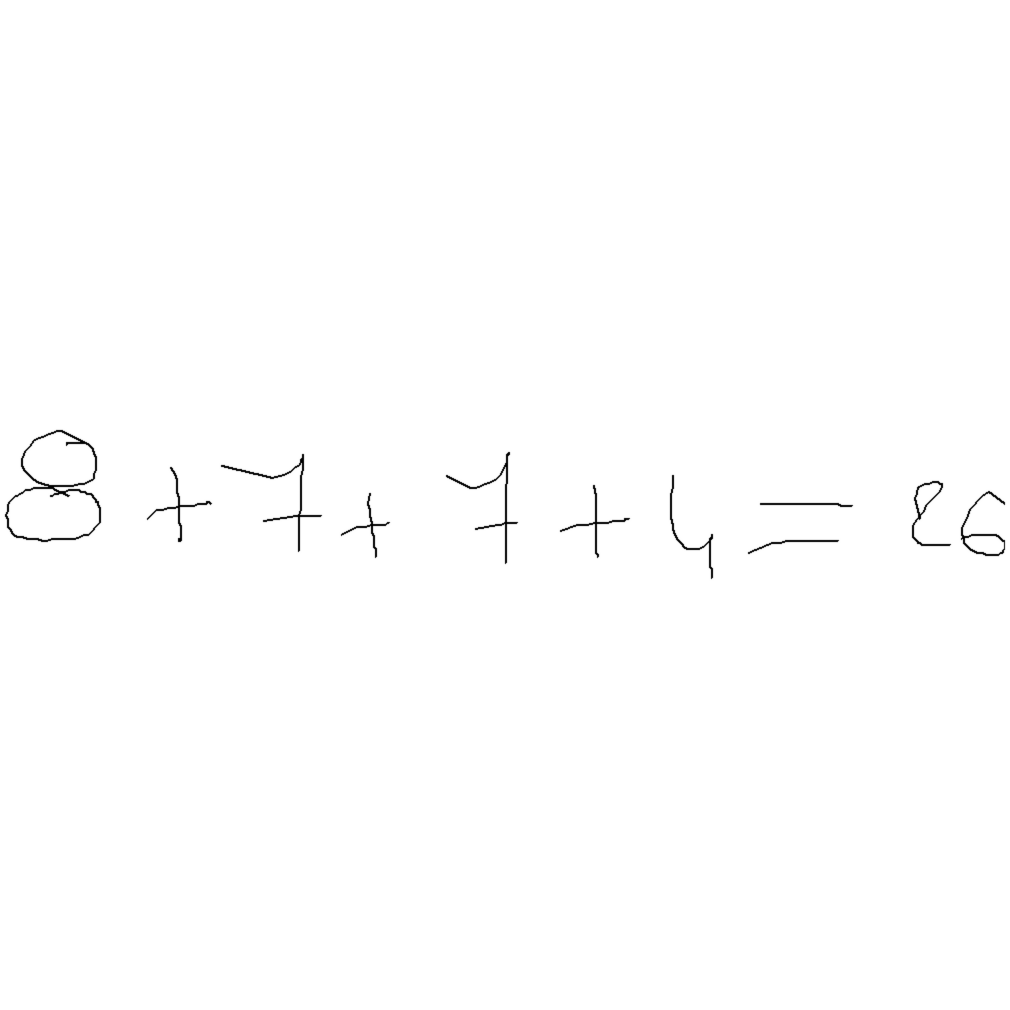 8 + 7 + 7 + 4 = 26